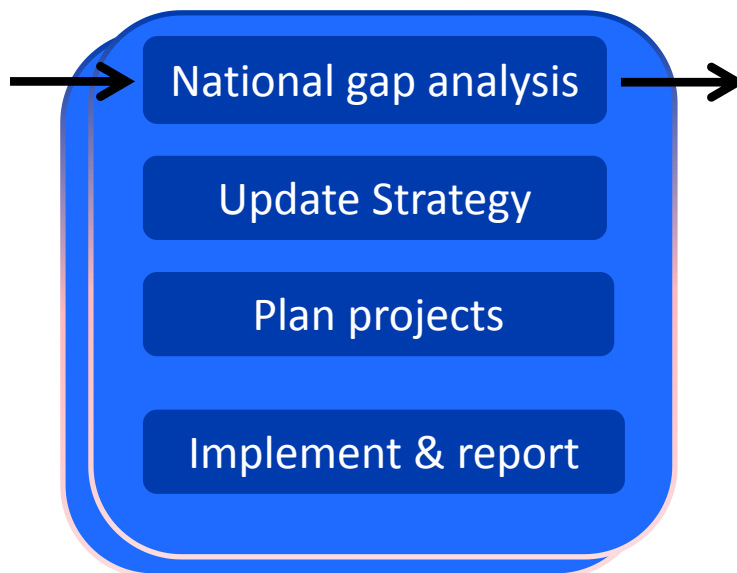 National gap analysis
Update Strategy
Plan projects
Implement & report